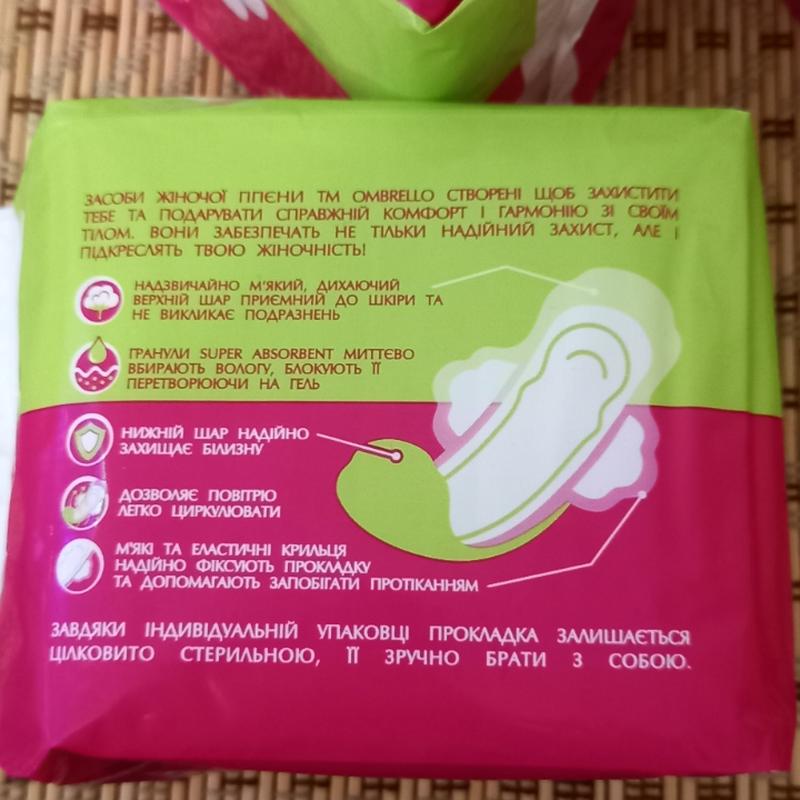 ЗАСОБИ ЖІНОЧОЇ ГІГІЄНИ ТМ OMBRELLO СТВОРЕНІ ЩОБ ЗАХИСТИТИ
ТЕБЕ ТА ПОДАРУВАТИ СПРАВЖНІЙ КОМФОРТ І ГАРМОНІЮ ЗІ СВОЇМ
ТІЛОМ. ВОНИ ЗАБЕЗПЕЧАТЬ НЕ ТІЛЬКИ НАДІЙНИЙ ЗАХИСТ, АЛЕ І
ПІДКРЕСЛЯТЬ ТВОЮ ЖІНОЧНІСТЬ!
НАДЗВИЧАЙНО М'ЯКИЙ, ДИХАЮЧИЙ
ВЕРХНІЙ ШАР ПРИЄМНИЙ ДО ШКІРИ ТА
НЕ ВИКЛИКАЄ ПОДРАЗНЕНЬ
ГРАНУЛИ SUPER ABSORBENT МИТТЄВО
ВБИРАЮТЬ ВОЛОГУ, БЛОКУЮТЬ ЇЇ
ПЕРЕТВОРЮЮЧИ НА ГЕЛЬ
НИЖНІЙ ШАР НАДІЙНО
ЗАХИЩАЄ БІЛИЗНУ
ДОЗВОЛЯЄ ПОВІТРЮ
ЛЕГКО ЦИРКУЛЮВАТИ
М'ЯКІ ТА ЕЛАСТИЧНІ КРИЛЬЦЯ
НАДІЙНО ФІКСУЮТЬ ПРОКЛАДКУ
ТА ДОПОМАГАЮТЬ ЗАПОБІГАТИ ПРОТІКАННЯМ
ЗАВДЯКИ ІНДИВІДУАЛЬНІЙ УПАКОВЦІ ПРОКЛАДКА ЗАЛИШАЄТЬСЯ
ЦІЛКОВИТО СТЕРИЛЬНОЮ, ЇЇ ЗРУЧНО БРАТИ З СОБОЮ.